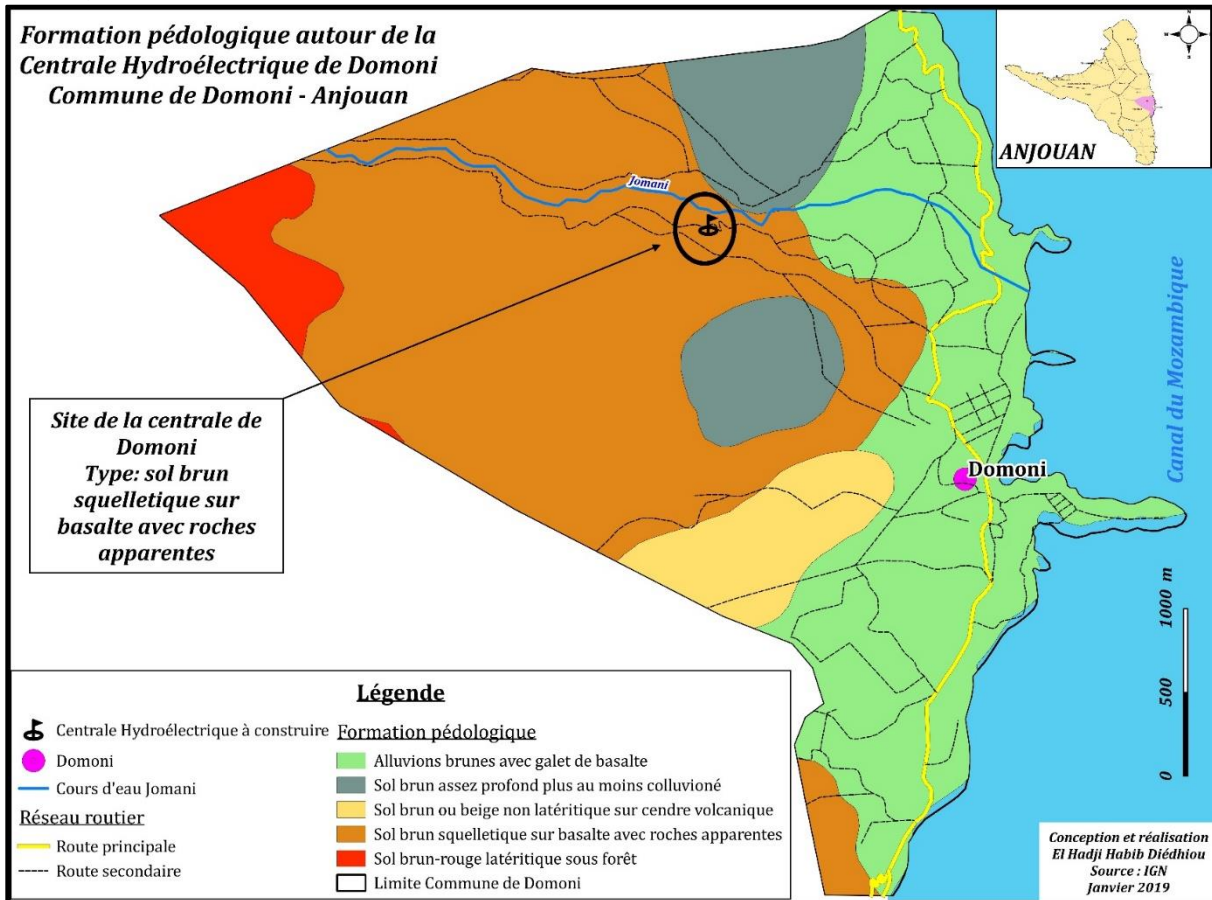 Formation pédologique autour de la
Centrale Hydroélectrique de Domoni
Commune de Domoni - Anjouan
ANJOUAN
Jomani
Canal du Mozambique
Site de la centrale de
Domoni
Type: sol brun
squelletique sur
basalte avec roches
apparentes
Domoni
1000 m
500
0
Légende
Centrale Hydroélectrique à construire
Domoni
Cours d'eau Jomani
Réseau routier
Route principale
Route secondaire
Formation pédologique
Alluvions brunes avec galet de basalte
Sol brun assez profond plus au moins colluvioné
Sol brun ou beige non latéritique sur cendre volcanique
Sol brun squelletique sur basalte avec roches apparentes
Sol brun-rouge latéritique sous forêt
Limite Commune de Domoni
Conception et réalisation
El Hadji Habib Diédhiou
Source : IGN
Janvier 2019